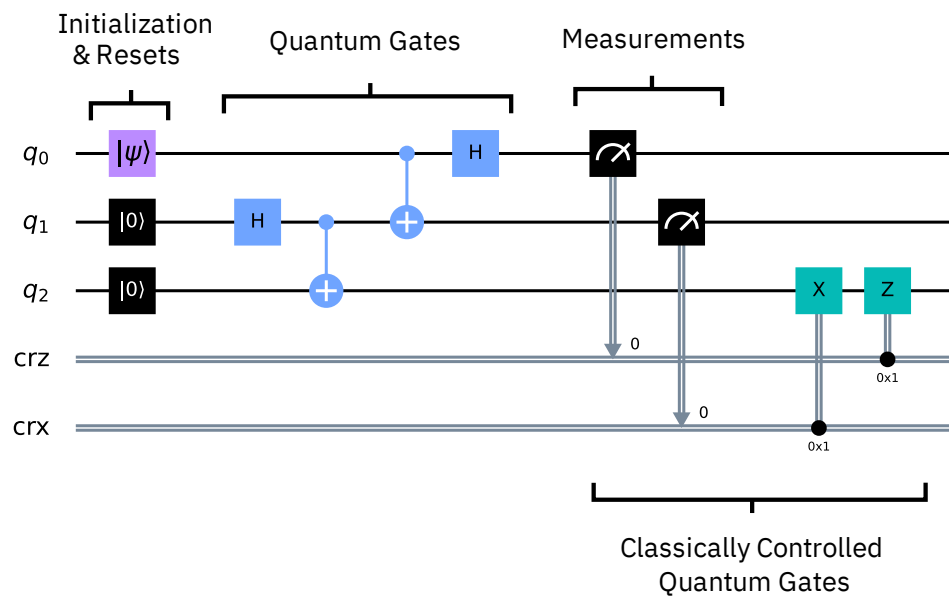 Initialization
& Resets
Quantum Gates
Measurements
q0
|ψ⟩
H
q1
|0⟩
H
q2
|0⟩
X
Z
crz
0
0x1
crx
0
0x1
Classically Controlled
Quantum Gates